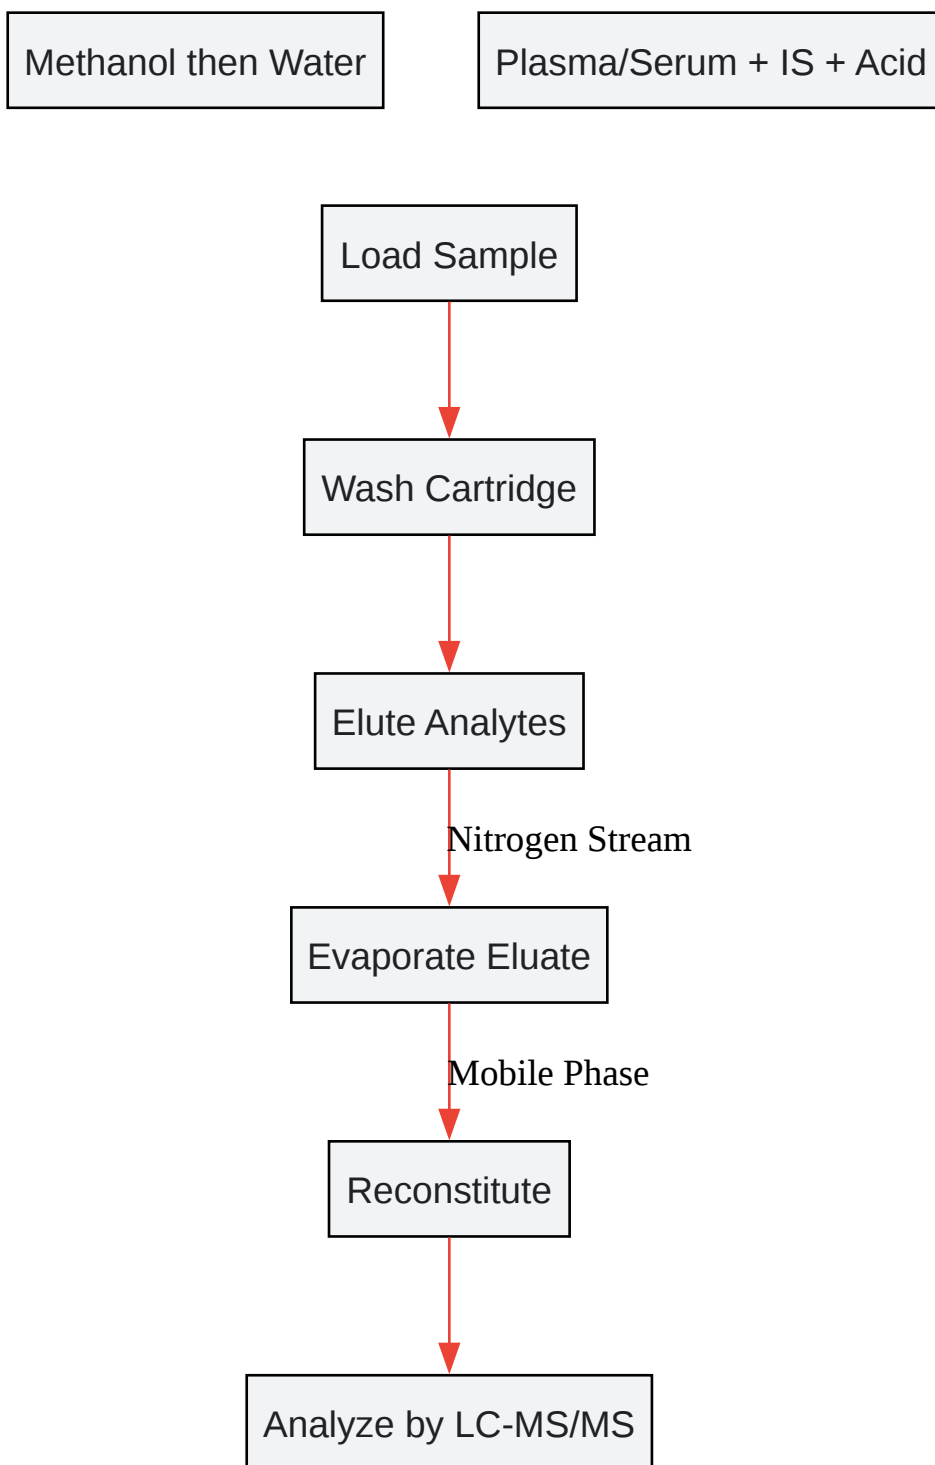 Methanol then Water
Plasma/Serum + IS + Acid
Load Sample
Wash Cartridge
Elute Analytes
Nitrogen Stream
Evaporate Eluate
Mobile Phase
Reconstitute
Analyze by LC-MS/MS